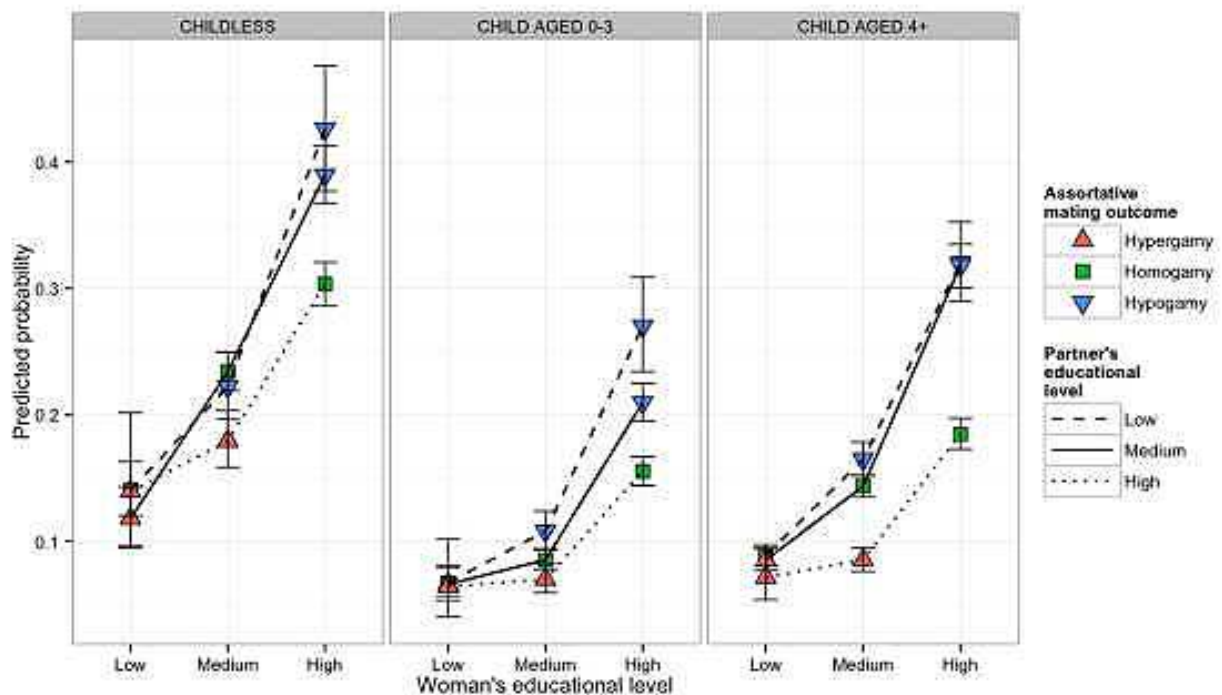 CHILDLESS
CHILD AGED 0-3
CHILD AGED 4+
Predicted probability
0.4
0.3
0.2
0.1
Low Medium High
Low Medium High
Low Medium High
Woman's educational level
Assortative
mating outcome
Hypergamy
Homogamy
Hypogamy
Partner's
educational
level
Low
Medium
High